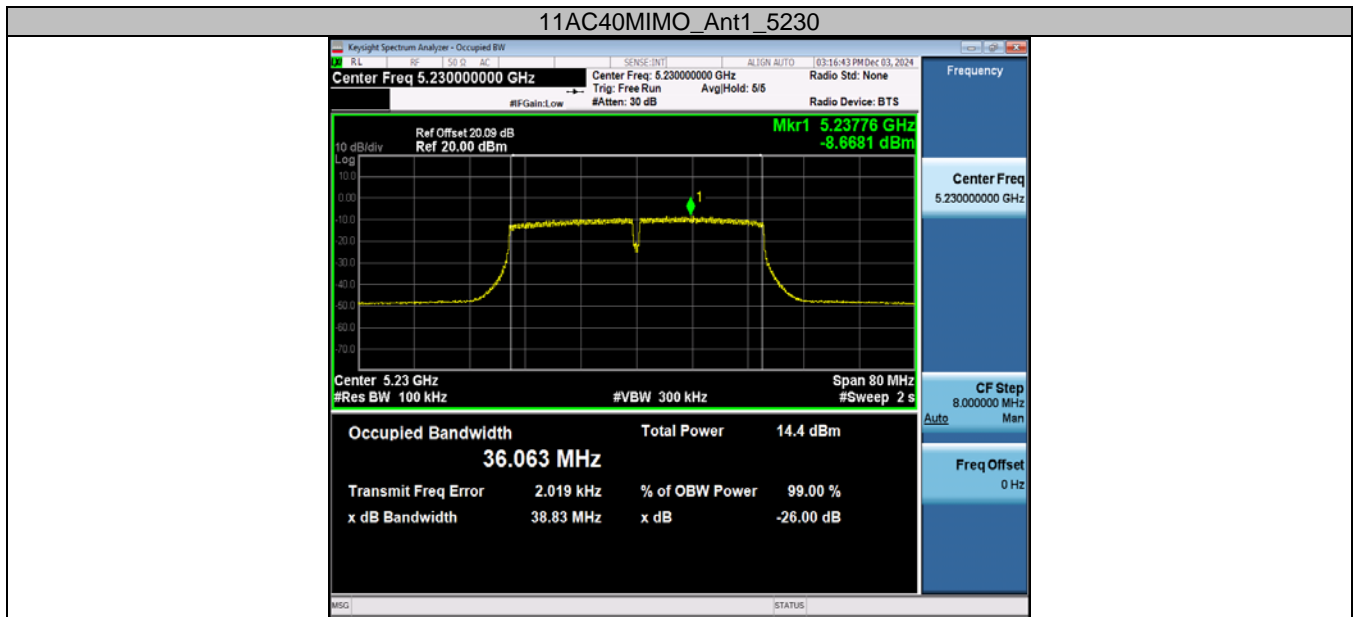 11AC40MIMO_Ant1_5230
Keysight Spectrum Analyzer - Occupied BW
RL RF 50 Ω AC SENSE:INT ALIGN AUTO 03:16:43 PM Dec 03, 2024
Center Freq 5.230000000 GHz
Center Freq: 5.230000000 GHz
Radio Std: None
Trig: Free Run Avg|Hold: 5/5
#IFGain:Low #Atten: 30 dB
Radio Device: BTS
Frequency
Mkr1 5.23776 GHz
-8.6681 dBm
Ref Offset 20.09 dB
10 dB/div Ref 20.00 dBm
Log
10.0
0.00
-10.0
-20.0
-30.0
-40.0
-50.0
-60.0
-70.0
1
Center 5.23 GHz Span 80 MHz
#Res BW 100 kHz #VBW 300 kHz #Sweep 2 s
Center Freq
5.230000000 GHz
CF Step
8.000000 MHz
Auto Man
Freq Offset
0 Hz
Occupied Bandwidth Total Power 14.4 dBm
36.063 MHz
Transmit Freq Error 2.019 kHz % of OBW Power 99.00 %
x dB Bandwidth 38.83 MHz x dB -26.00 dB
MSG STATUS